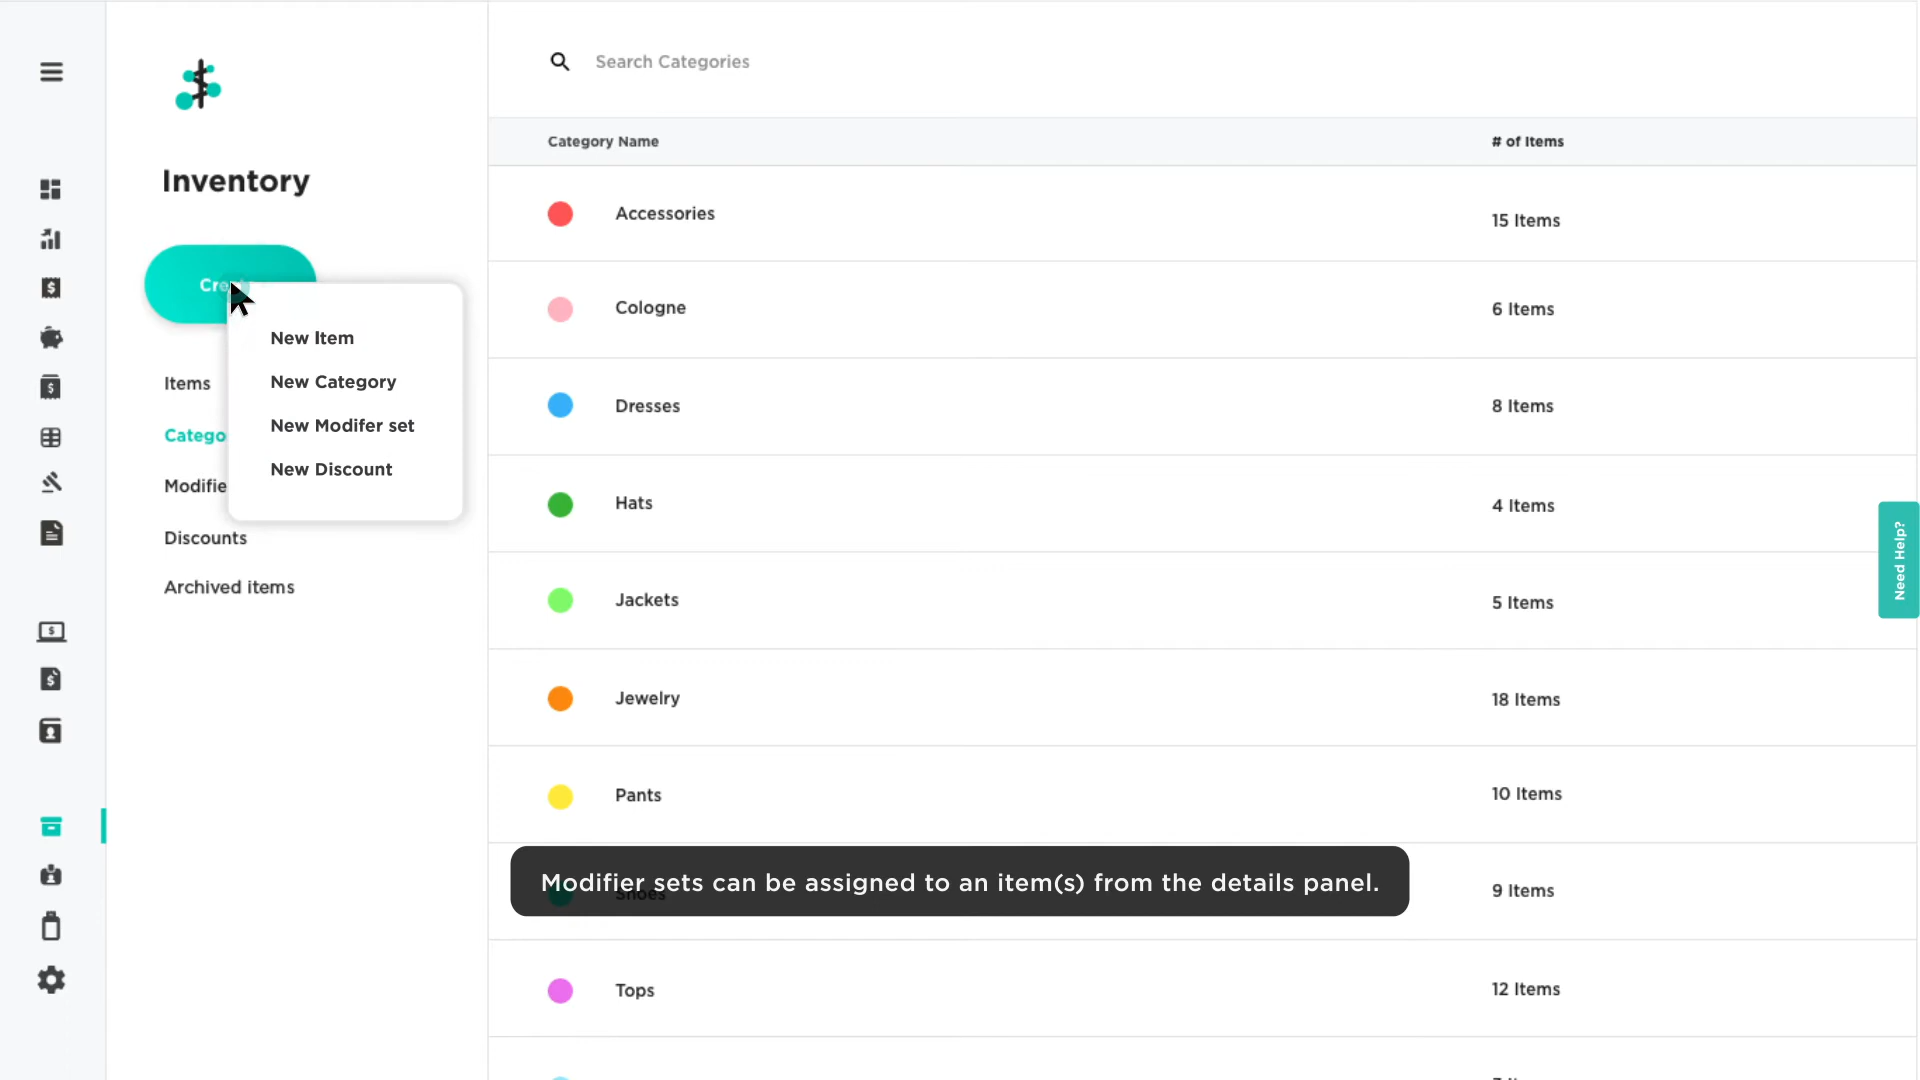 Search Categories
Inventory
Category Name # of Items
Accessories 15 Items
Cologne 6 Items
Dresses 8 Items
Hats 4 Items
Jackets 5 Items
Jewelry 18 Items
Pants 10 Items
Shoes 9 Items
Tops 12 Items
New Item
New Category
New Modifer set
New Discount
Items
Catego
Modifie
Discounts
Archived items
Modifier sets can be assigned to an item(s) from the details panel.
Need Help?